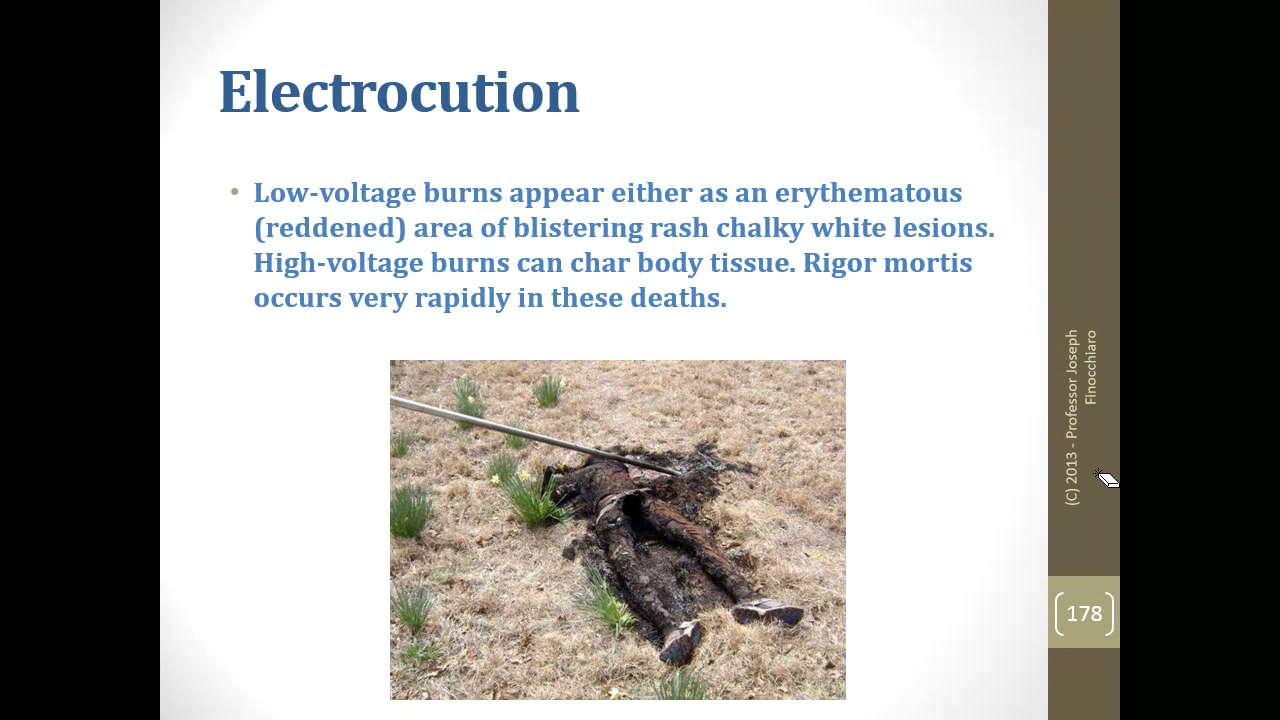 Electrocution
• Low-voltage burns appear either as an erythematous
(reddened) area of blistering rash chalky white lesions.
High-voltage burns can char body tissue. Rigor mortis
occurs very rapidly in these deaths.
(C) 2013 - Professor Joseph
Finocchiaro
178